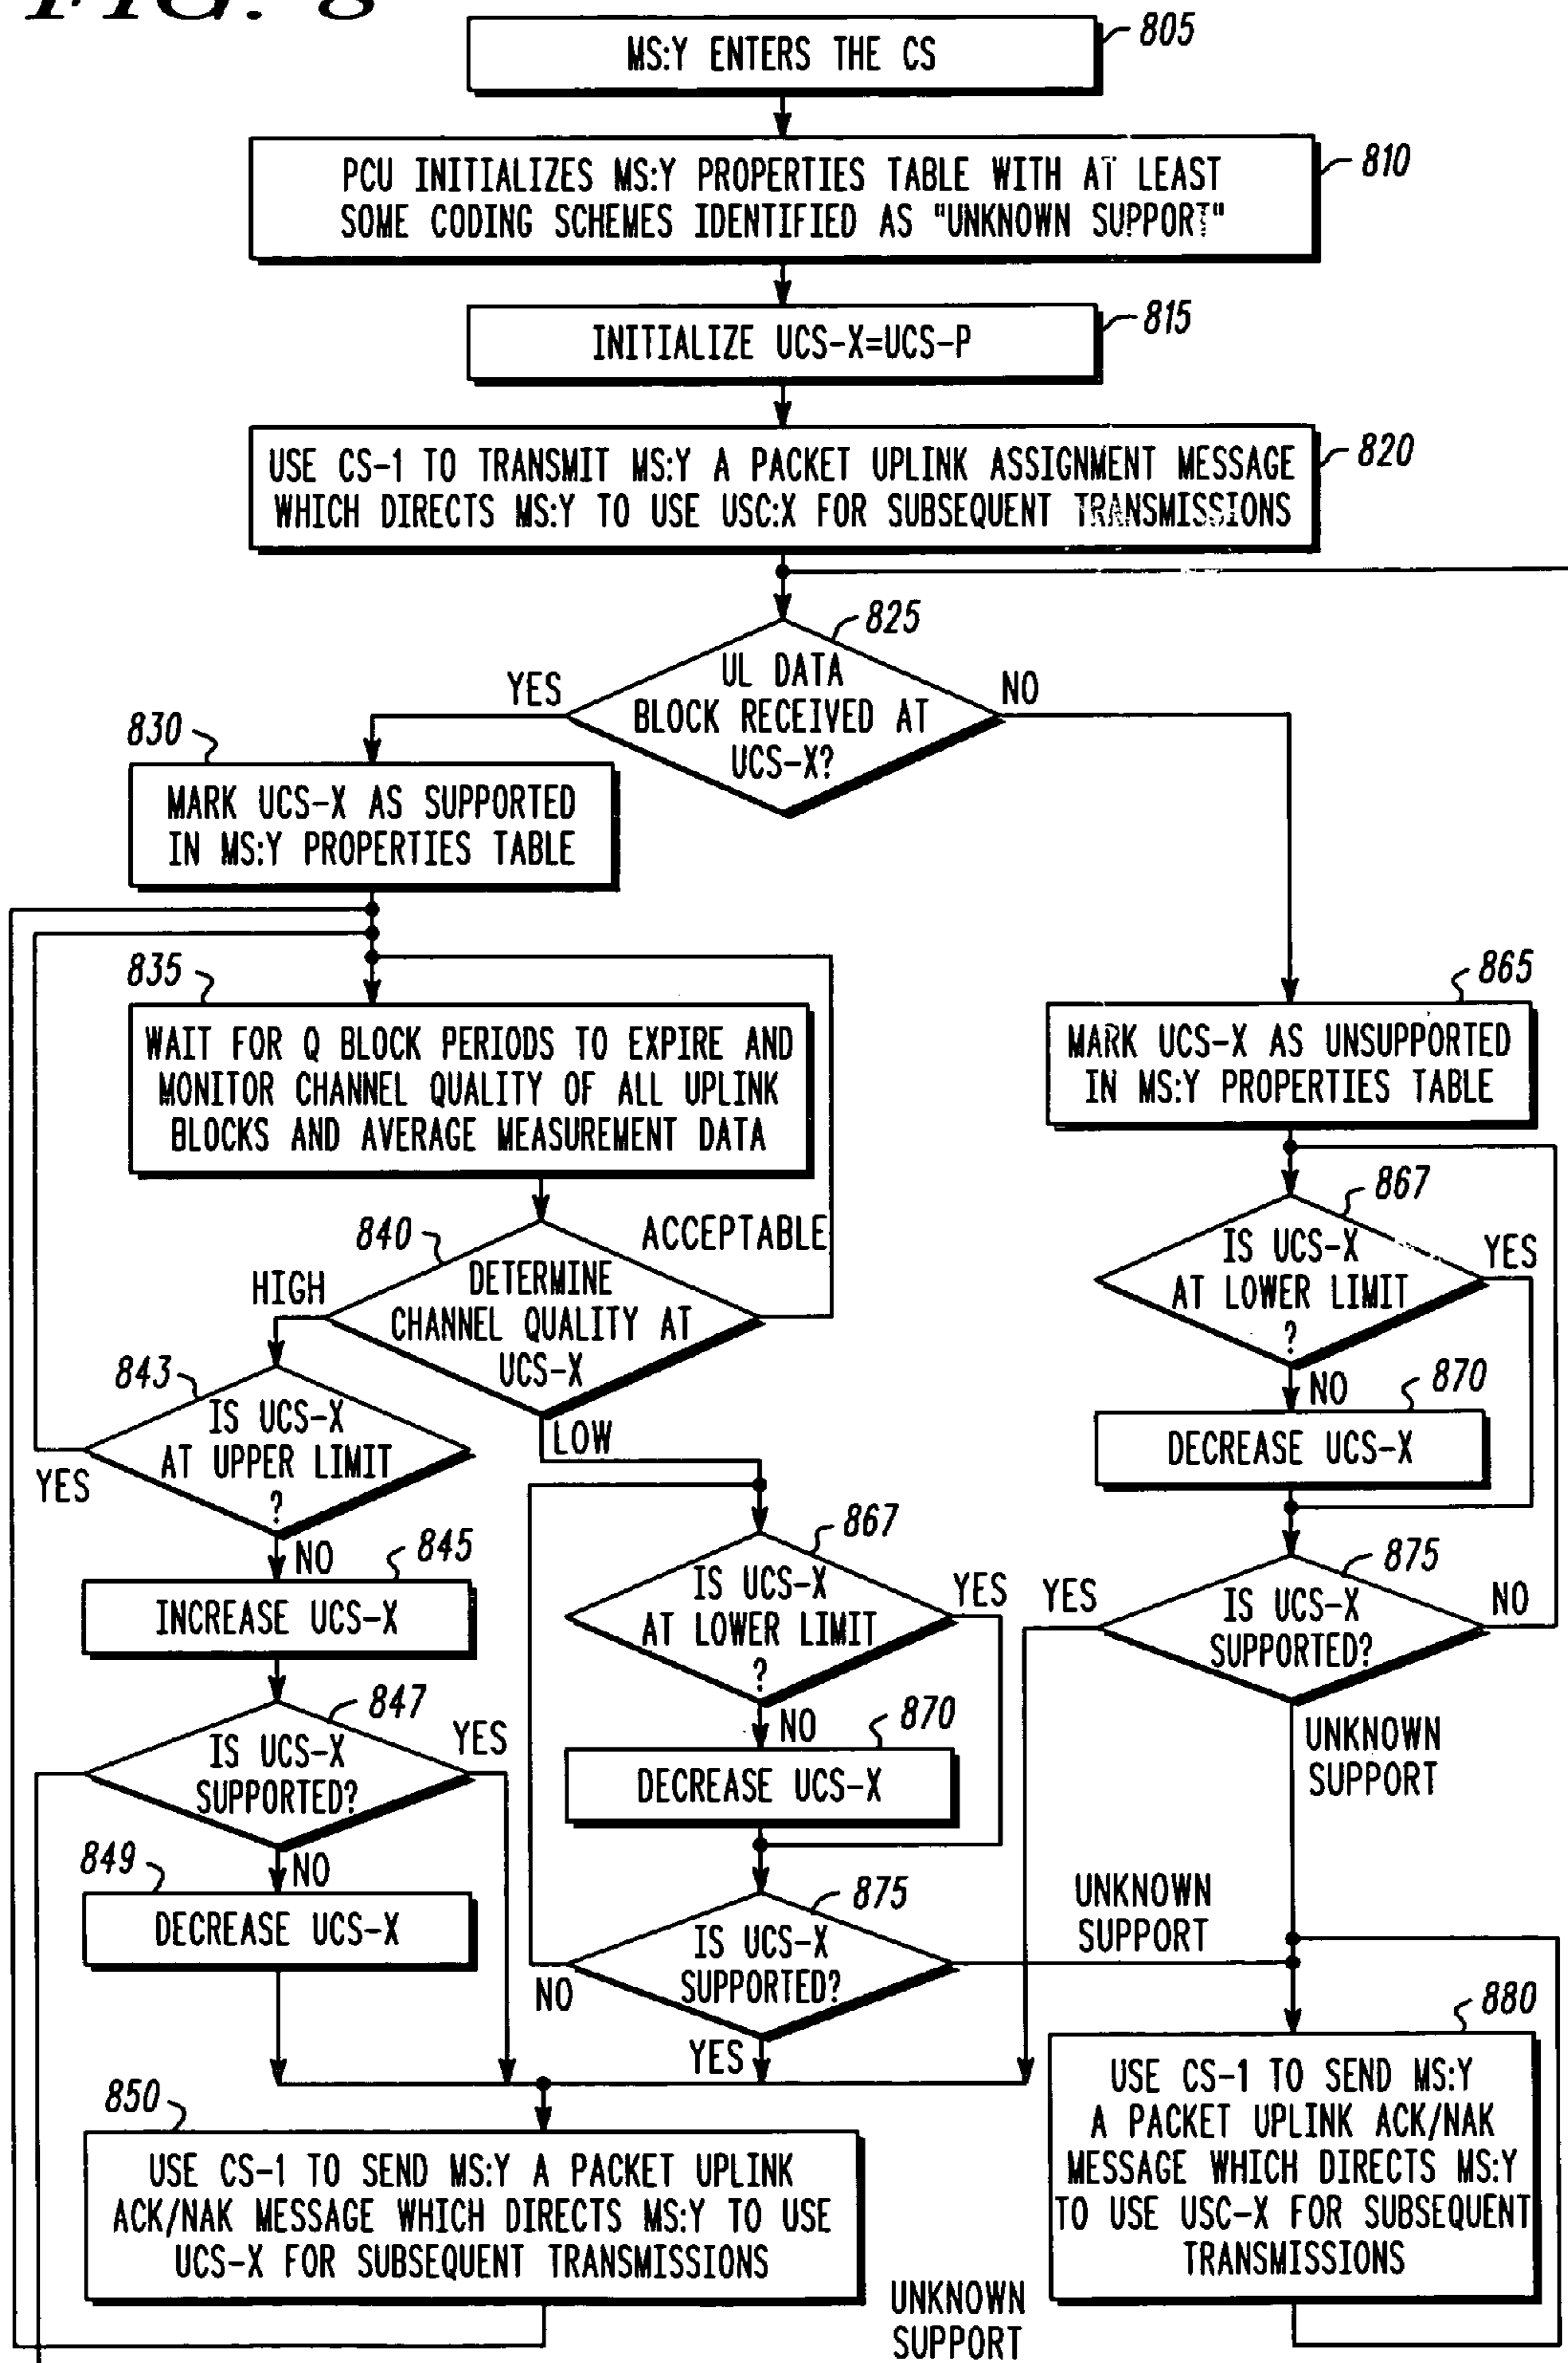 FIG. 8
MS:Y ENTERS THE CS
805
PCU INITIALIZES MS:Y PROPERTIES TABLE WITH AT LEAST
SOME CODING SCHEMES IDENTIFIED AS "UNKNOWN SUPPORT"
810
INITIALIZE UCS-X=UCS-P
815
USE CS-1 TO TRANSMIT MS:Y A PACKET UPLINK ASSIGNMENT MESSAGE
WHICH DIRECTS MS:Y TO USE USC:X FOR SUBSEQUENT TRANSMISSIONS
820
825
UL DATA
BLOCK RECEIVED AT
UCS-X?
YES
NO
830
MARK UCS-X AS SUPPORTED
IN MS:Y PROPERTIES TABLE
835
WAIT FOR Q BLOCK PERIODS TO EXPIRE AND
MONITOR CHANNEL QUALITY OF ALL UPLINK
BLOCKS AND AVERAGE MEASUREMENT DATA
865
MARK UCS-X AS UNSUPPORTED
IN MS:Y PROPERTIES TABLE
840
DETERMINE
CHANNEL QUALITY AT
UCS-X
ACCEPTABLE
HIGH
LOW
867
IS UCS-X
AT LOWER LIMIT
?
YES
NO
870
DECREASE UCS-X
843
IS UCS-X
AT UPPER LIMIT
?
YES
NO
845
INCREASE UCS-X
867
IS UCS-X
AT LOWER LIMIT
?
YES
NO
870
DECREASE UCS-X
875
IS UCS-X
SUPPORTED?
YES
NO
UNKNOWN
SUPPORT
847
IS UCS-X
SUPPORTED?
YES
NO
849
DECREASE UCS-X
875
IS UCS-X
SUPPORTED?
NO
YES
UNKNOWN
SUPPORT
850
USE CS-1 TO SEND MS:Y A PACKET UPLINK
ACK/NAK MESSAGE WHICH DIRECTS MS:Y TO USE
UCS-X FOR SUBSEQUENT TRANSMISSIONS
880
USE CS-1 TO SEND MS:Y
A PACKET UPLINK ACK/NAK
MESSAGE WHICH DIRECTS MS:Y
TO USE USC-X FOR SUBSEQUENT
TRANSMISSIONS
UNKNOWN
SUPPORT